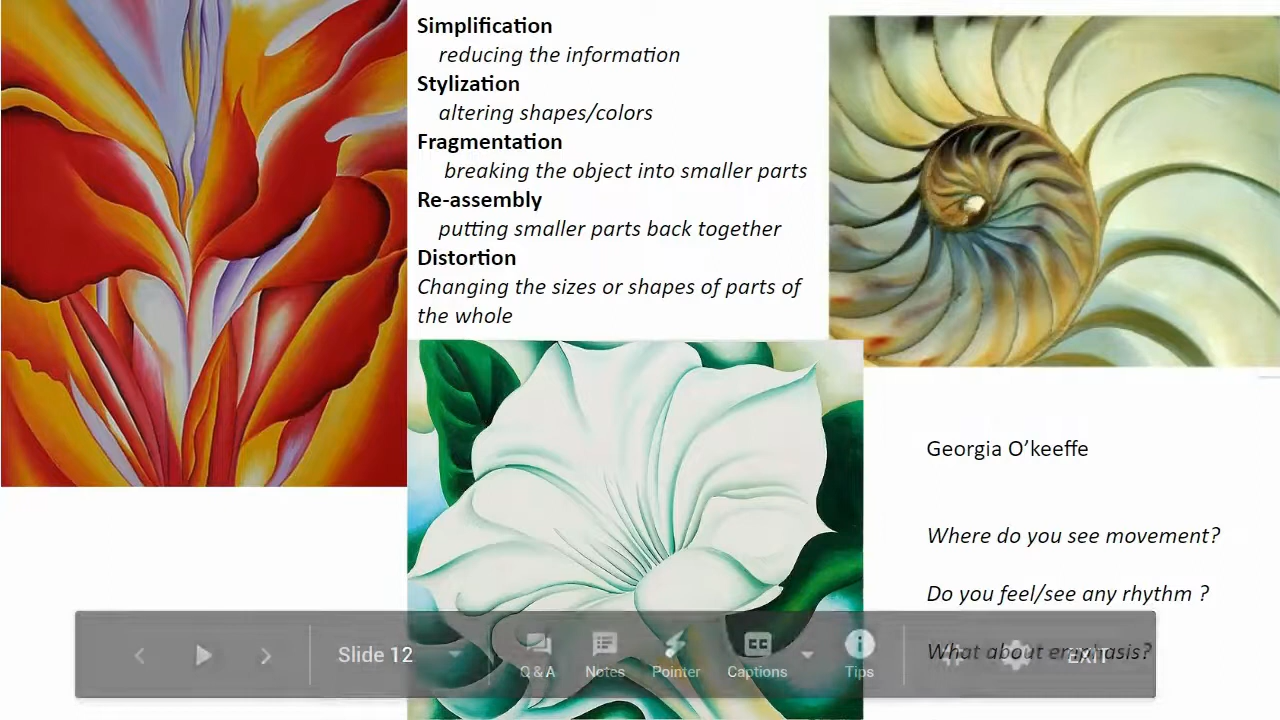 Simplification
reducing the information
Stylization
altering shapes/colors
Fragmentation
breaking the object into smaller parts
Re-assembly
putting smaller parts back together
Distortion
Changing the sizes or shapes of parts of
the whole
Georgia O’keeffe
Where do you see movement?
Do you feel/see any rhythm ?
What about emphasis?
Slide 12
Q & A
Notes
Pointer
CC
Captions
Tips
EXIT